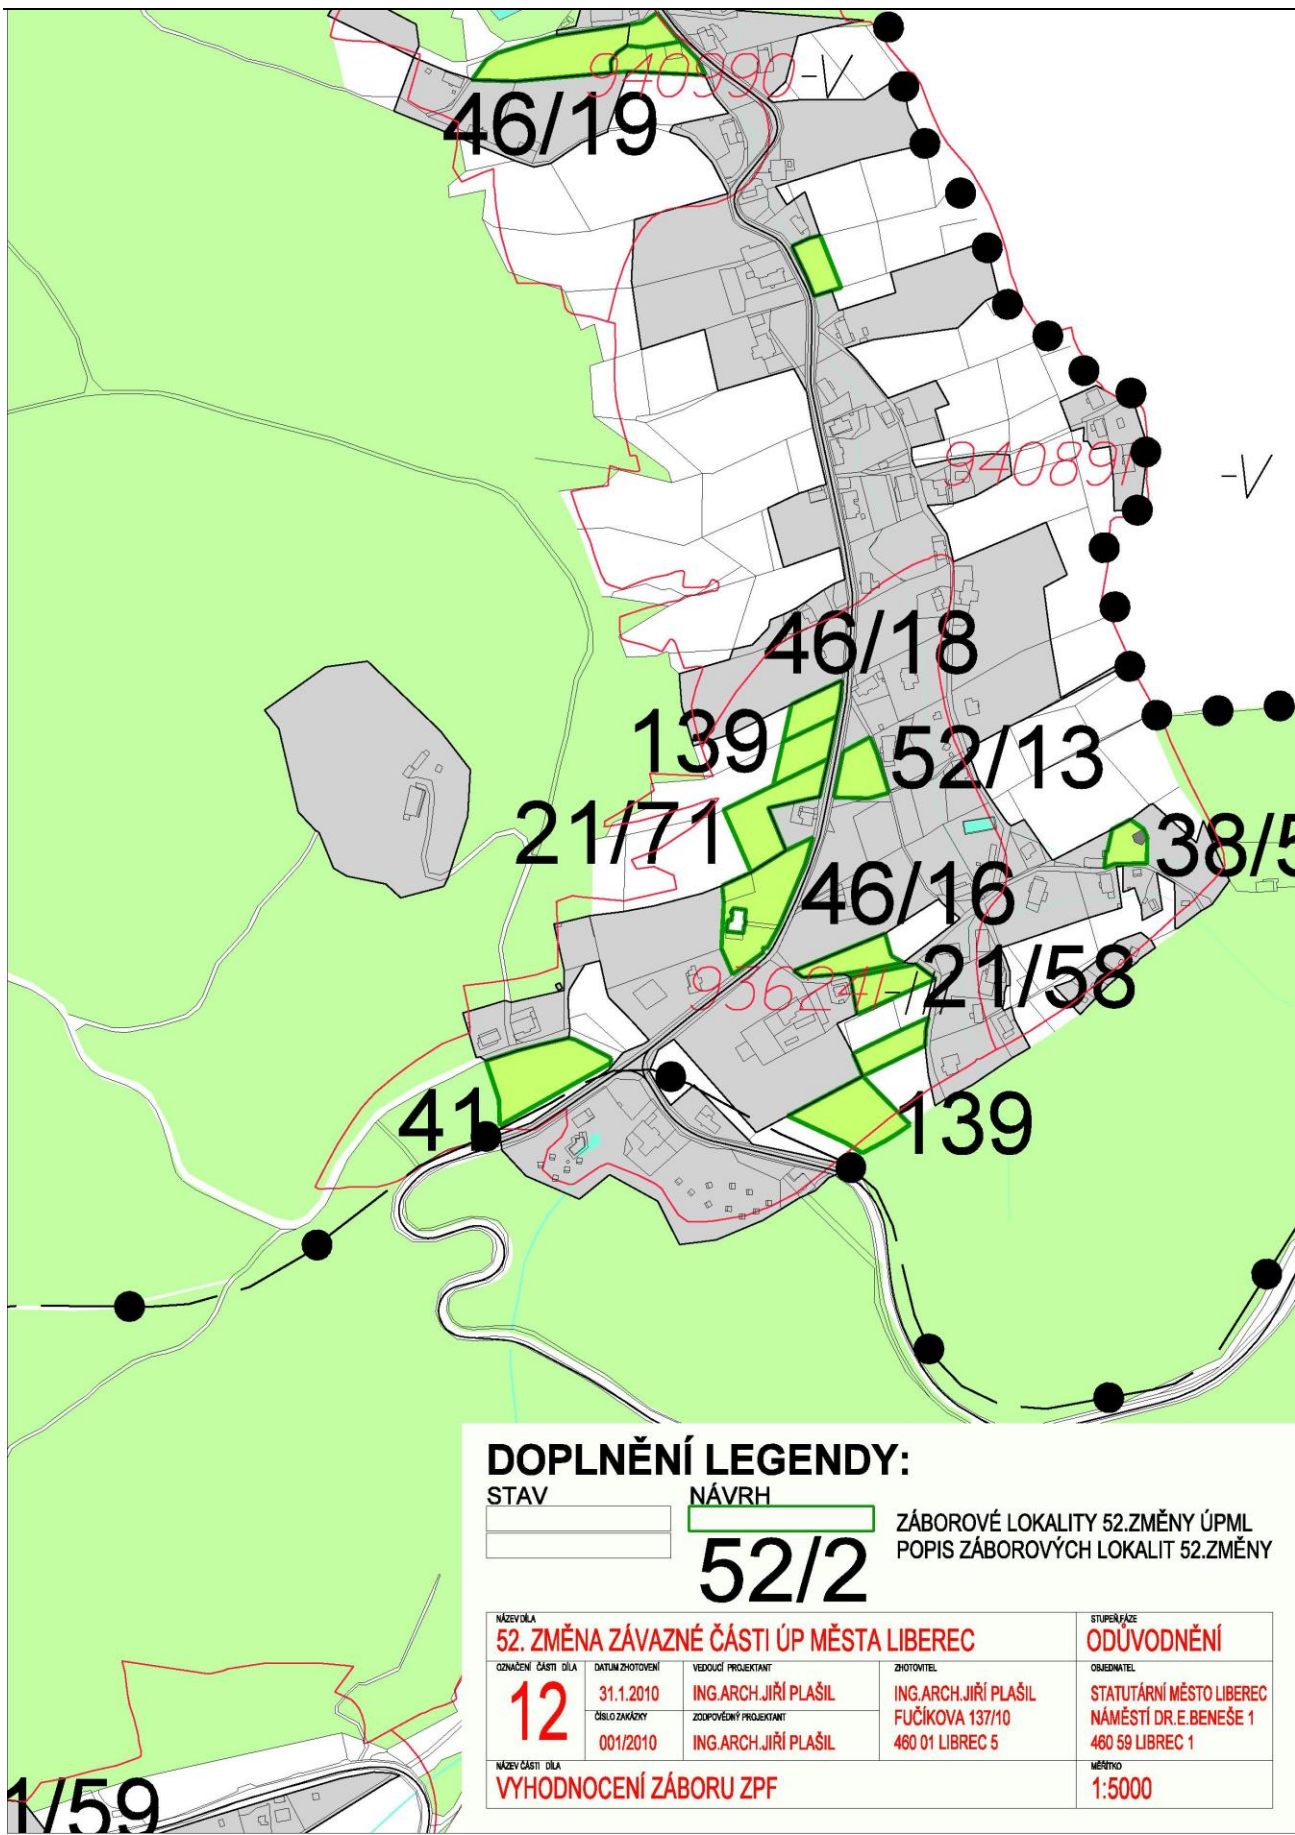 940990 -V
46/19
940891 -V
46/18
139
52/13
21/71
38/5
46/16
21/58
41
139
DOPLNĚNÍ LEGENDY:
STAV
NÁVRH
52/2
ZÁBOROVÉ LOKALITY 52.ZMĚNY ÚPML
POPIS ZÁBOROVÝCH LOKALIT 52.ZMĚNY
NÁZEV DÍLA
52. ZMĚNA ZÁVAZNÉ ČÁSTI ÚP MĚSTA LIBEREC
STUPEŇ,FÁZE
ODŮVODNĚNÍ
OZNAČENÍ ČÁSTI DÍLA
12
DATUM ZHOTOVENÍ
31.1.2010
ČÍSLO ZAKÁZKY
001/2010
VEDOUCÍ PROJEKTANT
ING.ARCH.JIŘÍ PLAŠIL
ZODPOVĚDNÝ PROJEKTANT
ING.ARCH.JIŘÍ PLAŠIL
ZHOTOVITEL
ING.ARCH.JIŘÍ PLAŠIL
FUČÍKOVA 137/10
460 01 LIBREC 5
OBJEDNATEL
STATUTÁRNÍ MĚSTO LIBEREC
NÁMĚSTÍ DR.E.BENEŠE 1
460 59 LIBREC 1
NÁZEV ČÁSTI DÍLA
VYHODNOCENÍ ZÁBORU ZPF
MĚŘÍTKO
1:5000
1/59